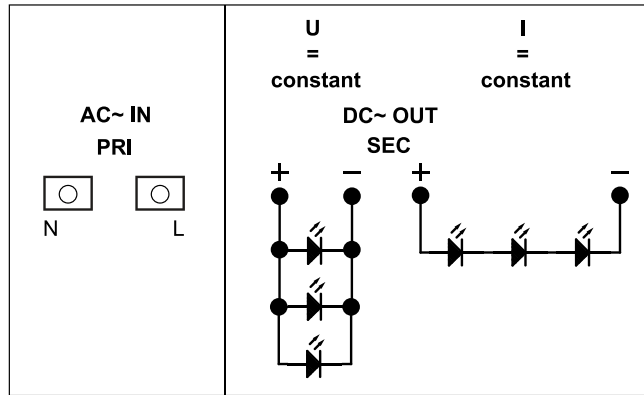 AC~ IN
PRI
N L
U
=
constant
I
=
constant
DC~ OUT
SEC
+ − + −